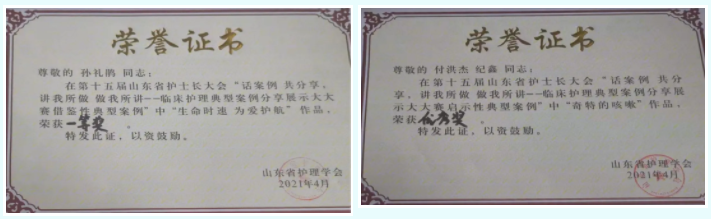 荣誉证书
尊敬的 孙礼鹃 同志:
在第十五届山东省护士长大会“话案例 共分享,
讲我所做 做我所讲--临床护理典型案例分享展示大大
赛借鉴性典型案例”中“生命时速 为爱护航”作品,
荣获一等奖。
特发此证,以资鼓励。
山东省护理学会
2021年4月
荣誉证书
尊敬的 付洪杰 纪鑫 同志:
在第十五届山东省护士长大会“话案例 共分
享,讲我所做 做我所讲--临床护理典型案例分享展
示大大赛启示性典型案例”中“奇特的咳嗽”作品,
荣获优秀奖。
特发此证,以资鼓励。
山东省护理学会
2021年4月